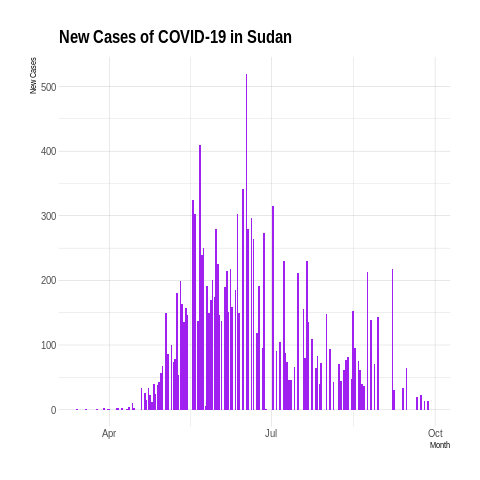 New Cases of COVID-19 in Sudan
New Cases
500
400
300
200
100
0
Apr
Jul
Oct
Month